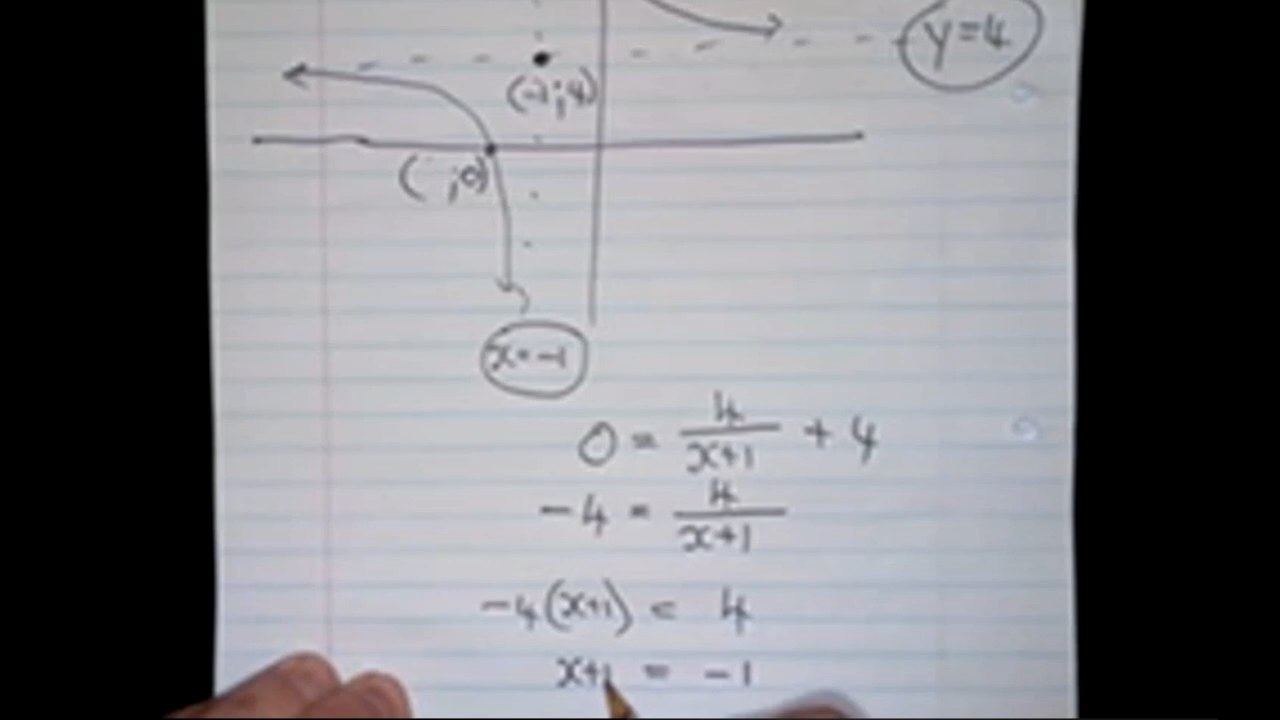 y=4
(-1;4)
( ;0)
x=-1
0 = 4/(x+1) + 4
-4 = 4/(x+1)
-4(x+1) = 4
x+1 = -1